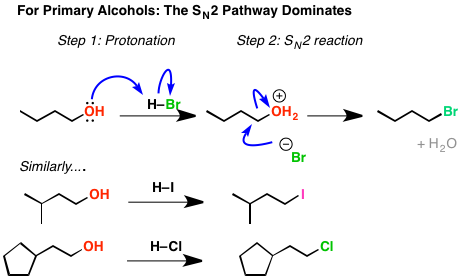 For Primary Alcohols: The SN2 Pathway Dominates
Step 1: Protonation
Step 2: SN2 reaction
OH
H–Br
OH2
Br
Br
+ H2O
Similarly....
OH
H–I
I
OH
H–Cl
Cl